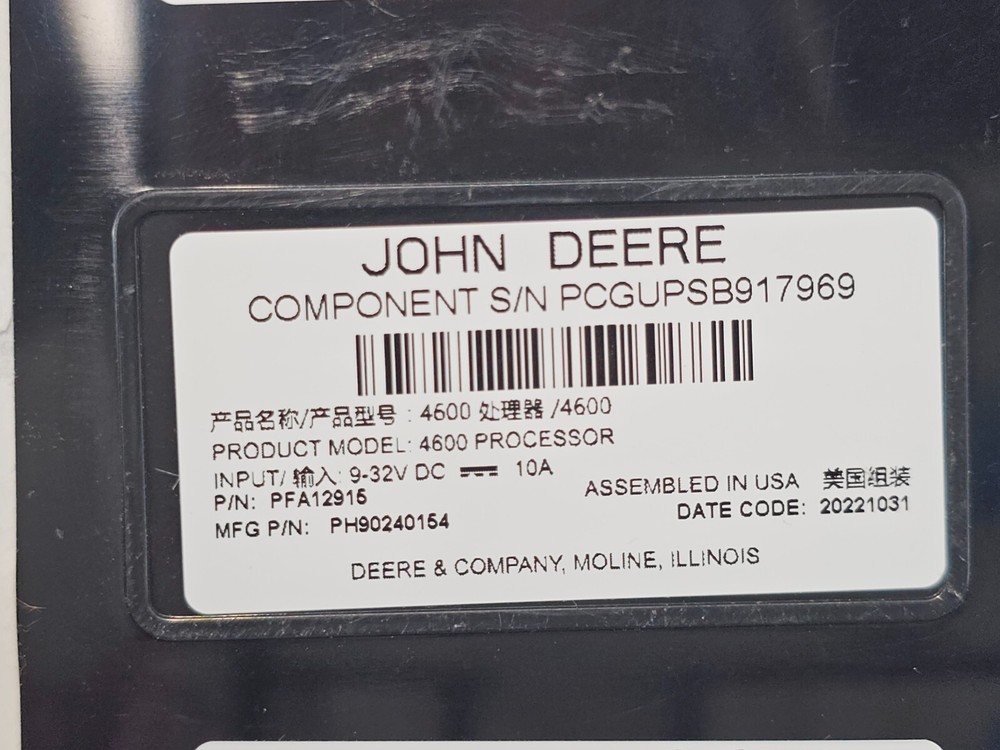 JOHN DEERE
COMPONENT S/N PCGUPSB917969
产品名称/产品型号 : 4600 处理器 /4600
PRODUCT MODEL: 4600 PROCESSOR
INPUT/ 输入: 9-32V DC ⎓ 10A
P/N: PFA12915
ASSEMBLED IN USA 美国组装
MFG P/N: PH90240154
DATE CODE: 20221031
DEERE & COMPANY, MOLINE, ILLINOIS